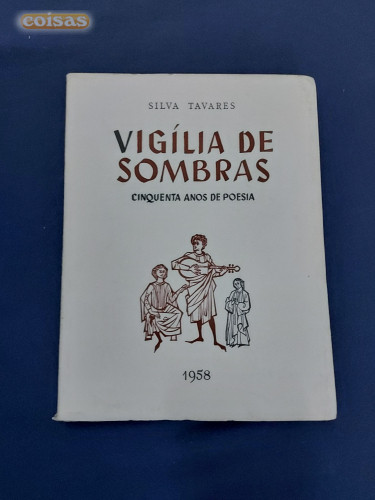 coisas
SILVA TAVARES
VIGÍLIA DE
SOMBRAS
CINQUENTA ANOS DE POESIA
1958